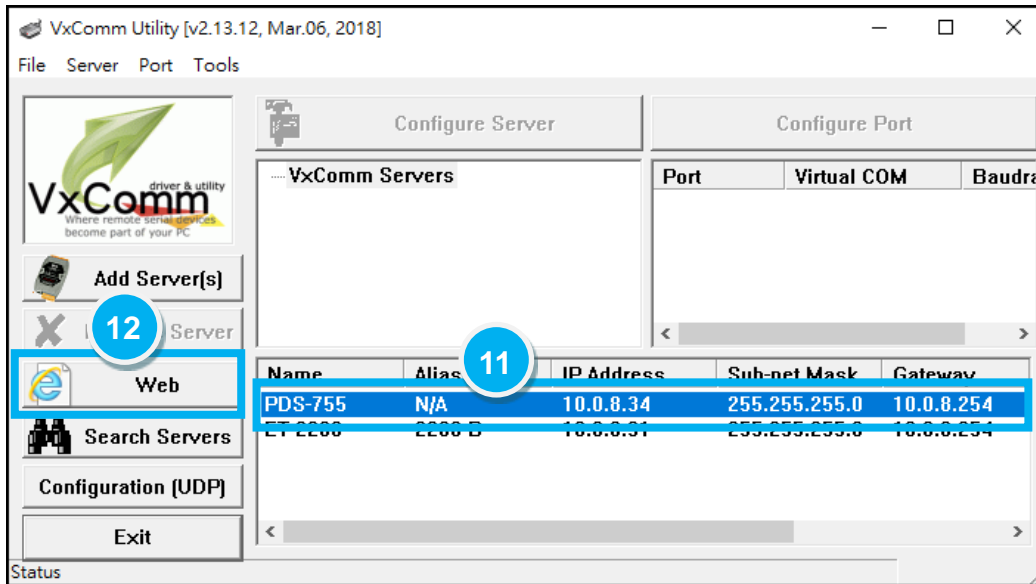 VxComm Utility [v2.13.12, Mar.06, 2018]
File Server Port Tools
Configure Server
Configure Port
VxComm
driver & utility
Where remote serial devices
become part of your PC
VxComm Servers
Port Virtual COM Baudra
Add Server(s)
Server
12
Web
11
Name Alias IP Address Sub-net Mask Gateway
PDS-755 N/A 10.0.8.34 255.255.255.0 10.0.8.254
Search Servers
Configuration (UDP)
Exit
Status